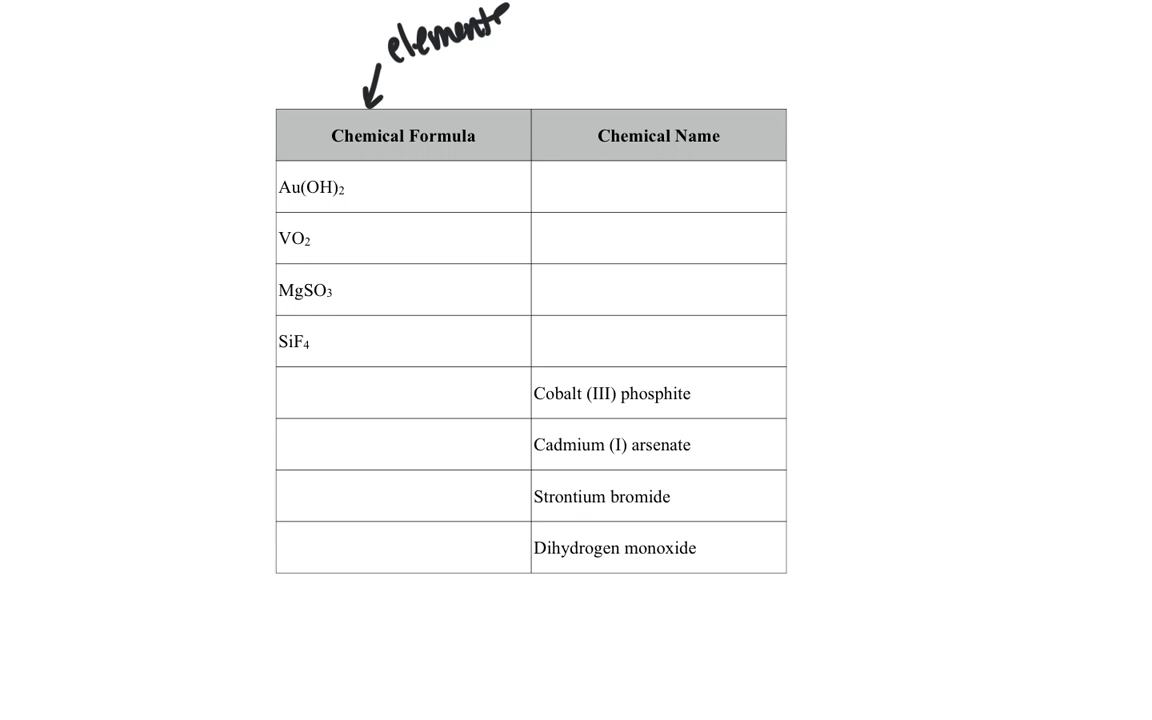 elements
Chemical Formula Chemical Name
Au(OH)₂
VO₂
MgSO₃
SiF₄
Cobalt (III) phosphite
Cadmium (I) arsenate
Strontium bromide
Dihydrogen monoxide